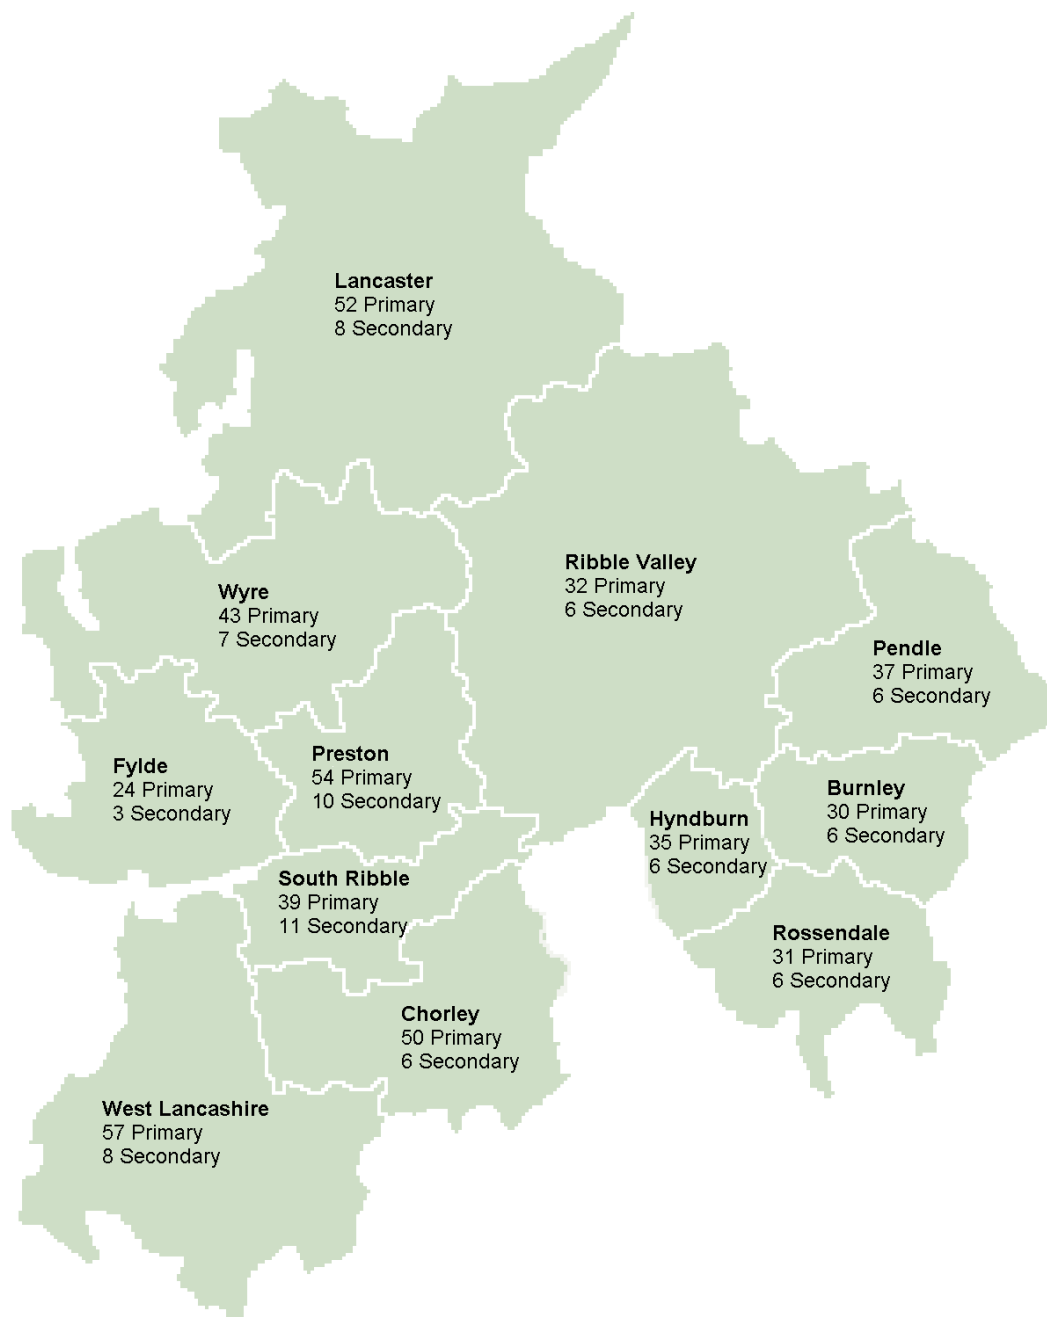 Lancaster
52 Primary
8 Secondary
Ribble Valley
32 Primary
6 Secondary
Wyre
43 Primary
7 Secondary
Pendle
37 Primary
6 Secondary
Preston
54 Primary
10 Secondary
Fylde
24 Primary
3 Secondary
Burnley
30 Primary
6 Secondary
Hyndburn
35 Primary
6 Secondary
South Ribble
39 Primary
11 Secondary
Rossendale
31 Primary
6 Secondary
Chorley
50 Primary
6 Secondary
West Lancashire
57 Primary
8 Secondary